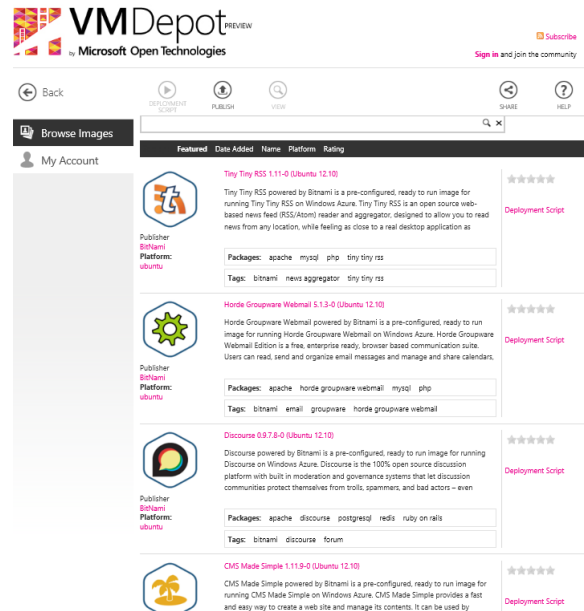 VMDepot PREVIEW
by Microsoft Open Technologies
Subscribe
Sign in and join the community
Back
DEPLOYMENT SCRIPT
PUBLISH
VIEW
SHARE
HELP
Browse Images
My Account
Featured Date Added Name Platform Rating
Tiny Tiny RSS 1.11-0 (Ubuntu 12.10)
Tiny Tiny RSS powered by Bitnami is a pre-configured, ready to run image for
running Tiny Tiny RSS on Windows Azure. Tiny Tiny RSS is an open source web-
based news feed (RSS/Atom) reader and aggregator, designed to allow you to read
news from any location, while feeling as close to a real desktop application as
Deployment Script
Publisher
BitNami
Platform:
ubuntu
Packages: apache mysql php tiny tiny rss
Tags: bitnami news aggregator tiny tiny rss
Horde Groupware Webmail 5.1.3-0 (Ubuntu 12.10)
Horde Groupware Webmail powered by Bitnami is a pre-configured, ready to run
image for running Horde Groupware Webmail on Windows Azure. Horde Groupware
Webmail Edition is a free, enterprise ready, browser based communication suite.
Users can read, send and organize email messages and manage and share calendars,
Deployment Script
Publisher
BitNami
Platform:
ubuntu
Packages: apache horde groupware webmail mysql php
Tags: bitnami email groupware horde groupware webmail
Discourse 0.9.7.8-0 (Ubuntu 12.10)
Discourse powered by Bitnami is a pre-configured, ready to run image for running
Discourse on Windows Azure. Discourse is the 100% open source discussion
platform with built in moderation and governance systems that let discussion
communities protect themselves from trolls, spammers, and bad actors – even
Deployment Script
Publisher
BitNami
Platform:
ubuntu
Packages: apache discourse postgresql redis ruby on rails
Tags: bitnami discourse forum
CMS Made Simple 1.11.9-0 (Ubuntu 12.10)
CMS Made Simple powered by Bitnami is a pre-configured, ready to run image for
running CMS Made Simple on Windows Azure. CMS Made Simple provides a fast
and easy way to create a web site and manage its contents. It can be used by
Deployment Script